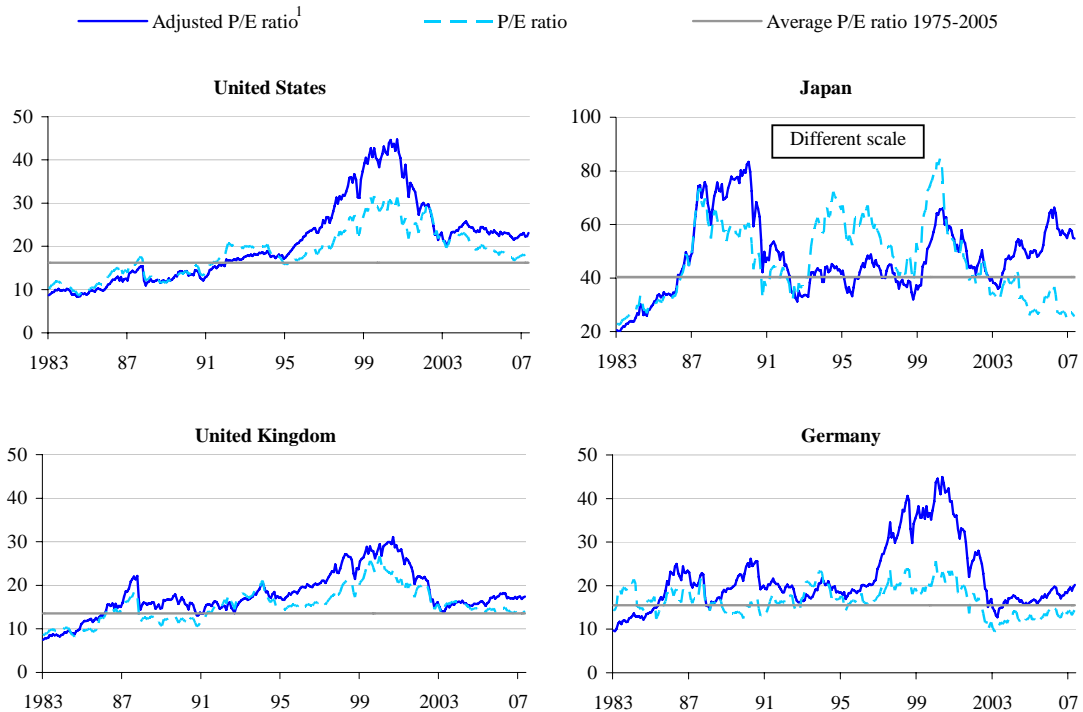 Adjusted P/E ratio1 P/E ratio Average P/E ratio 1975-2005
United States
50
40
30
20
10
0
1983 87 91 95 99 2003 07
Japan
Different scale
100
80
60
40
20
1983 87 91 95 99 2003 07
United Kingdom
50
40
30
20
10
0
1983 87 91 95 99 2003 07
Germany
50
40
30
20
10
0
1983 87 91 95 99 2003 07